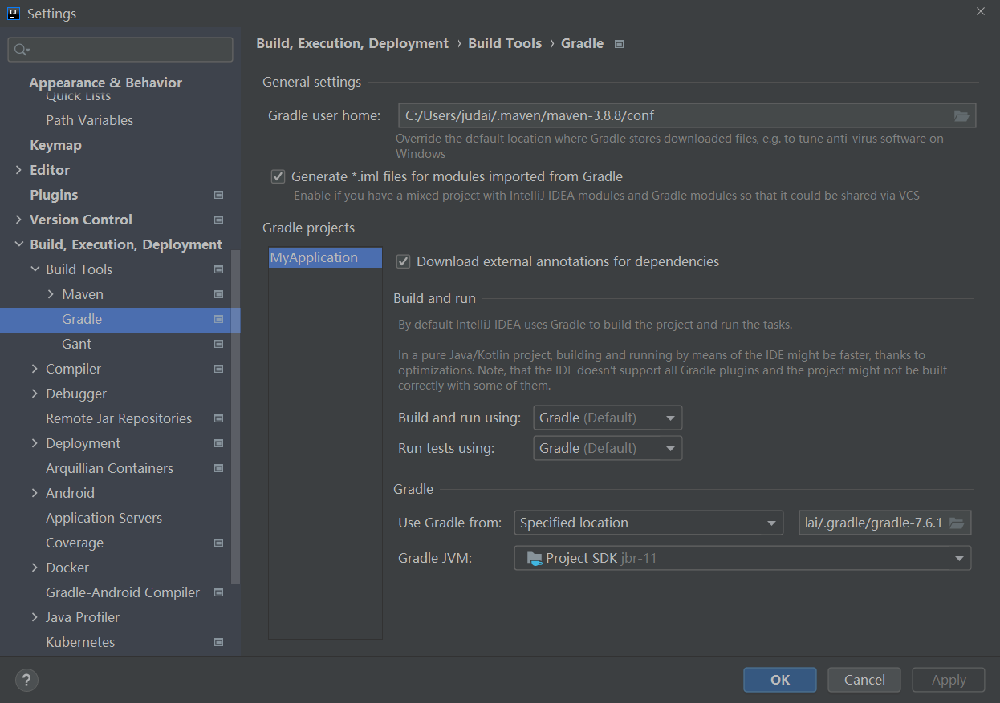 Settings
Appearance & Behavior
Quick Lists
Path Variables
Keymap
Editor
Plugins
Version Control
Build, Execution, Deployment
Build Tools
Maven
Gradle
Gant
Compiler
Debugger
Remote Jar Repositories
Deployment
Arquillian Containers
Android
Application Servers
Coverage
Docker
Gradle-Android Compiler
Java Profiler
Kubernetes
Build, Execution, Deployment › Build Tools › Gradle
General settings
Gradle user home: C:/Users/judai/.maven/maven-3.8.8/conf
Override the default location where Gradle stores downloaded files, e.g. to tune anti-virus software on
Windows
Generate *.iml files for modules imported from Gradle
Enable if you have a mixed project with IntelliJ IDEA modules and Gradle modules so that it could be shared via VCS
Gradle projects
MyApplication
Download external annotations for dependencies
Build and run
By default IntelliJ IDEA uses Gradle to build the project and run the tasks.
In a pure Java/Kotlin project, building and running by means of the IDE might be faster, thanks to
optimizations. Note, that the IDE doesn't support all Gradle plugins and the project might not be built
correctly with some of them.
Build and run using: Gradle (Default)
Run tests using: Gradle (Default)
Gradle
Use Gradle from: Specified location lai/.gradle/gradle-7.6.1
Gradle JVM: Project SDK jbr-11
? OK Cancel Apply